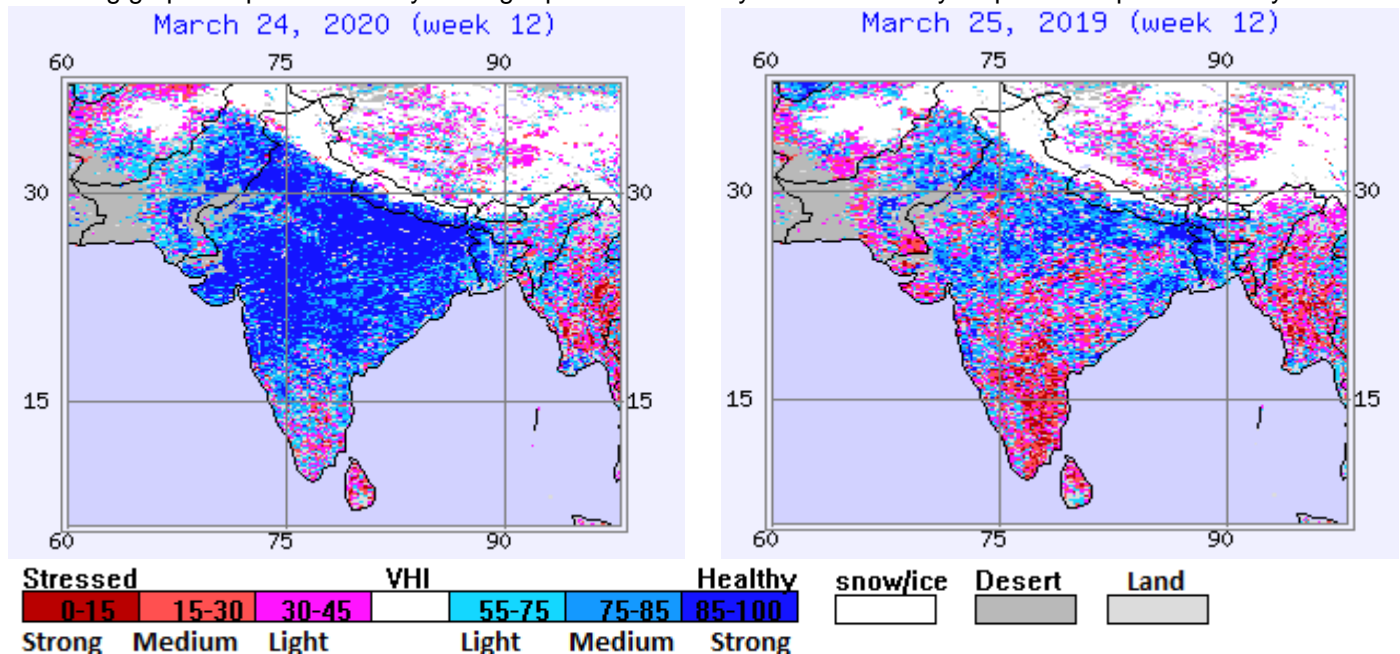 March 24, 2020 (week 12)
60 75 90
30 30
15 15
60 75 90
March 25, 2019 (week 12)
60 75 90
30 30
15 15
60 75 90
Stressed VHI Healthy
0-15 15-30 30-45 55-75 75-85 85-100
Strong Medium Light Light Medium Strong
snow/ice Desert Land